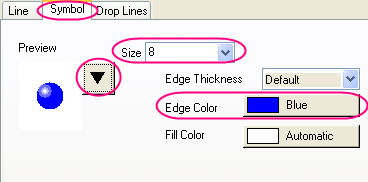 Line Symbol Drop Lines
Preview
Size 8
Edge Thickness Default
Edge Color Blue
Fill Color Automatic